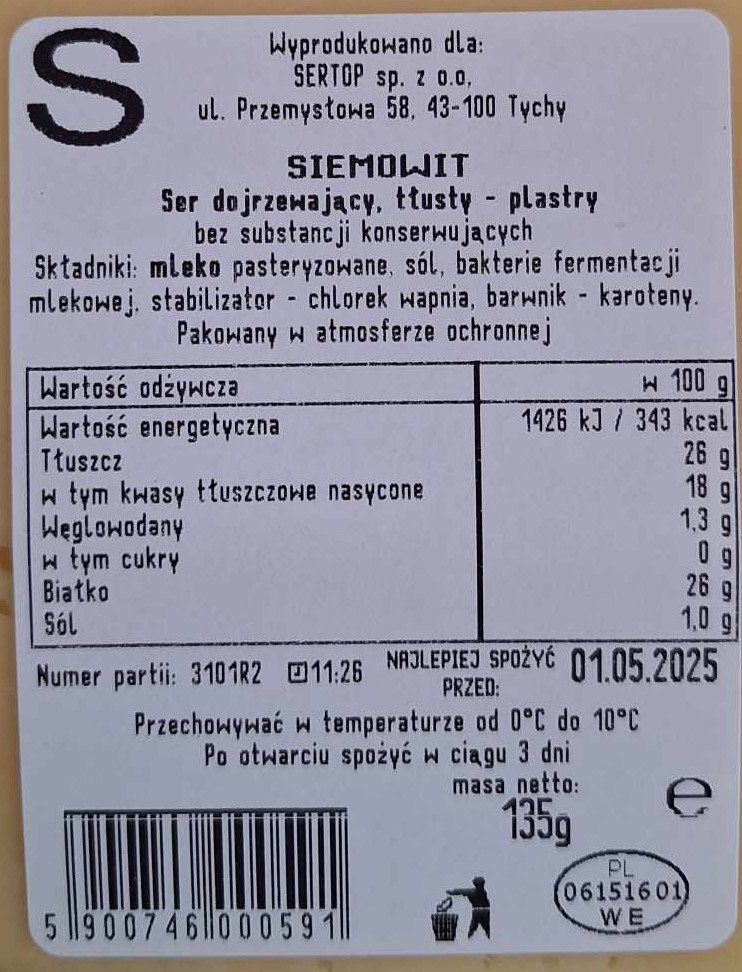 S
Wyprodukowano dla:
SERTOP sp. z o.o.
ul. Przemysłowa 58, 43-100 Tychy
SIEMOWIT
Ser dojrzewający, tłusty - plastry
bez substancji konserwujących
Składniki: mleko pasteryzowane, sól, bakterie fermentacji
mlekowej, stabilizator - chlorek wapnia, barwnik - karoteny.
Pakowany w atmosferze ochronnej
Wartość odżywcza w 100 g
Wartość energetyczna 1426 kJ / 343 kcal
Tłuszcz 26 g
w tym kwasy tłuszczowe nasycone 18 g
Węglowodany 1,3 g
w tym cukry 0 g
Białko 26 g
Sól 1,0 g
Numer partii: 3101R2 11:26 NAJLEPIEJ SPOŻYĆ PRZED: 01.05.2025
Przechowywać w temperaturze od 0°C do 10°C
Po otwarciu spożyć w ciągu 3 dni
masa netto:
135g e
5 900746 000591
PL
06151601
WE